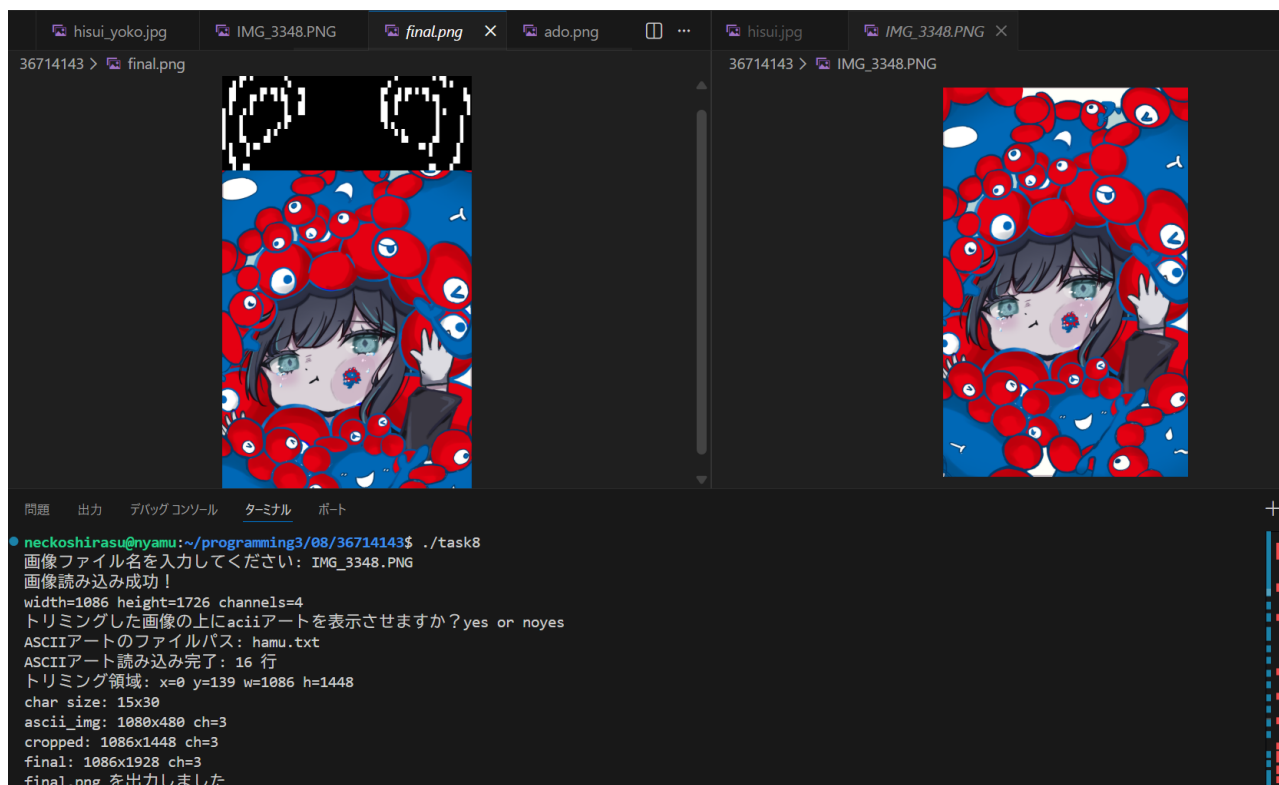 hisui_yoko.jpg IMG_3348.PNG final.png × ado.png ··· hisui.jpg IMG_3348.PNG ×
36714143 > final.png
36714143 > IMG_3348.PNG
問題 出力 デバッグ コンソール ターミナル ポート
neckoshirasu@nyamu:~/programming3/08/36714143$ ./task8
画像ファイル名を入力してください: IMG_3348.PNG
画像読み込み成功！
width=1086 height=1726 channels=4
トリミングした画像の上にaciiアートを表示させますか？yes or noyes
ASCIIアートのファイルパス: hamu.txt
ASCIIアート読み込み完了: 16 行
トリミング領域: x=0 y=139 w=1086 h=1448
char size: 15x30
ascii_img: 1080x480 ch=3
cropped: 1086x1448 ch=3
final: 1086x1928 ch=3
final.png を出力しました